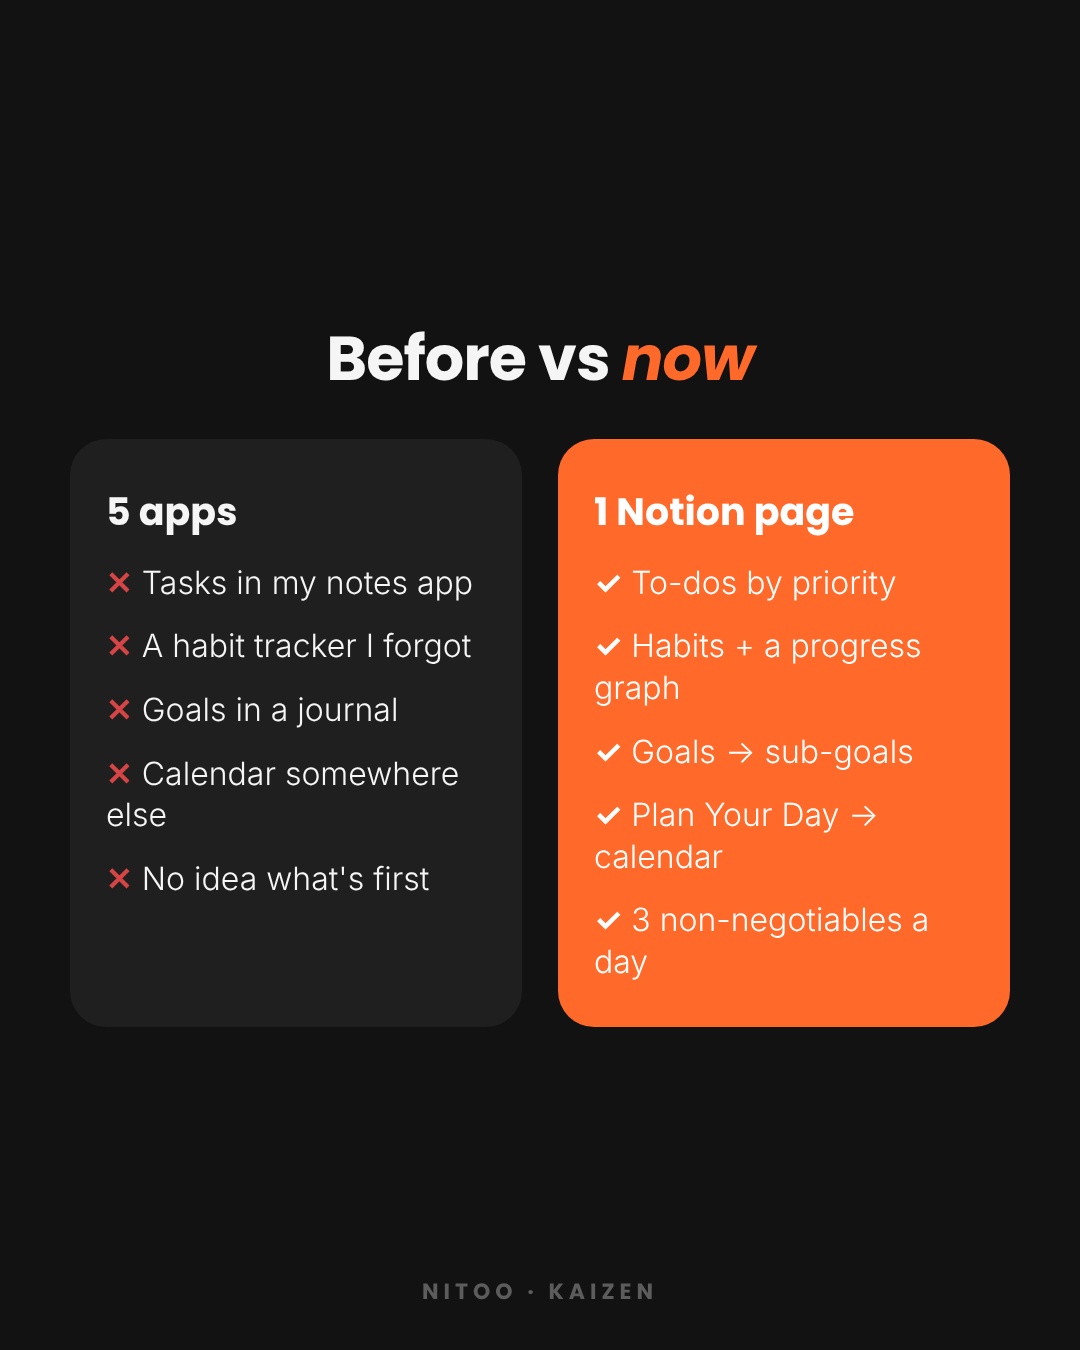 Before vs now
5 apps
✕ Tasks in my notes app
✕ A habit tracker I forgot
✕ Goals in a journal
✕ Calendar somewhere
else
✕ No idea what's first
1 Notion page
✓ To-dos by priority
✓ Habits + a progress
graph
✓ Goals → sub-goals
✓ Plan Your Day →
calendar
✓ 3 non-negotiables a
day
NITOO · KAIZEN